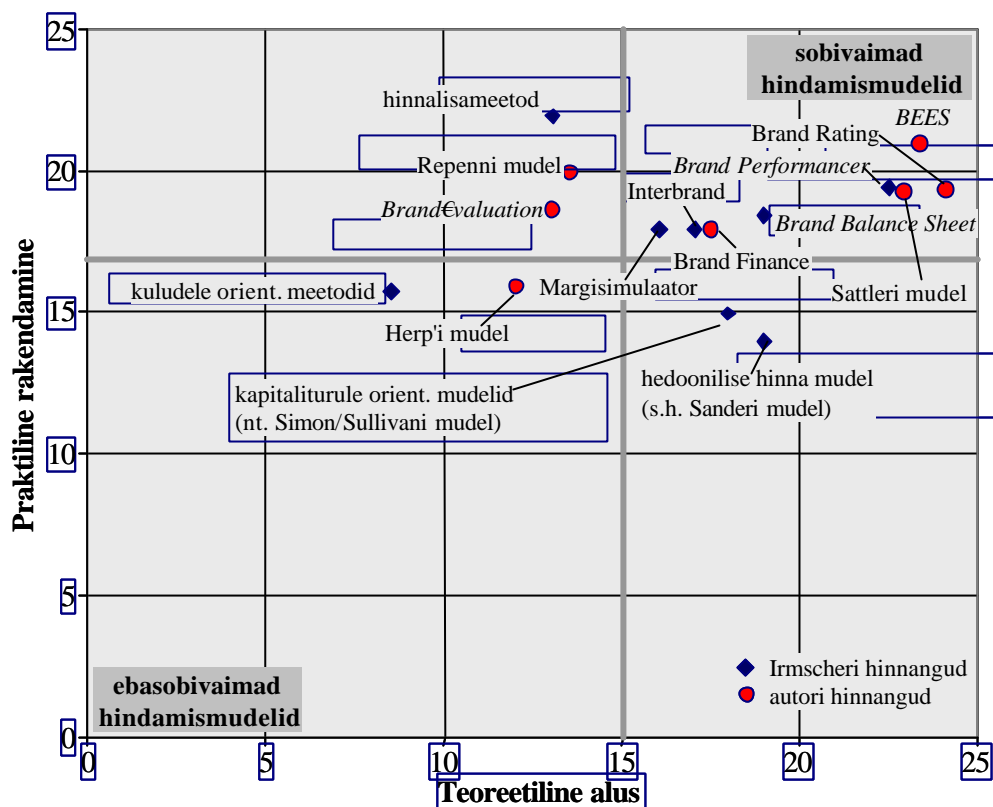 25
sobivaimad
hindamismudelid
hinnalisameetod
BEES
Brand Rating
20
Repenni mudel
Brand Performancer
Interbrand
Brand€valuation
Brand Balance Sheet
Brand Finance
kuludele orient. meetodid
Margisimulaator
Sattleri mudel
15
Herp'i mudel
kapitaliturule orient. mudelid
(nt. Simon/Sullivani mudel)
hedoonilise hinna mudel
(s.h. Sanderi mudel)
10
Praktiline rakendamine
5
Irmscheri hinnangud
autori hinnangud
ebasobivaimad
hindamismudelid
0
0
5
10
15
20
25
Teoreetiline alus